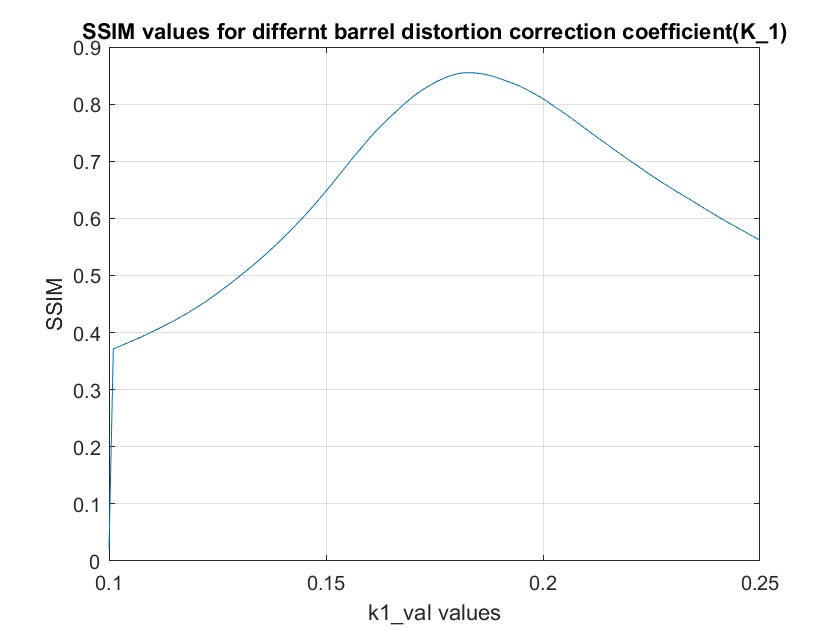 SSIM values for differnt barrel distortion correction coefficient(K_1)
0.9
0.8
0.7
0.6
0.5
0.4
0.3
0.2
0.1
0
SSIM
0.1 0.15 0.2 0.25
k1_val values